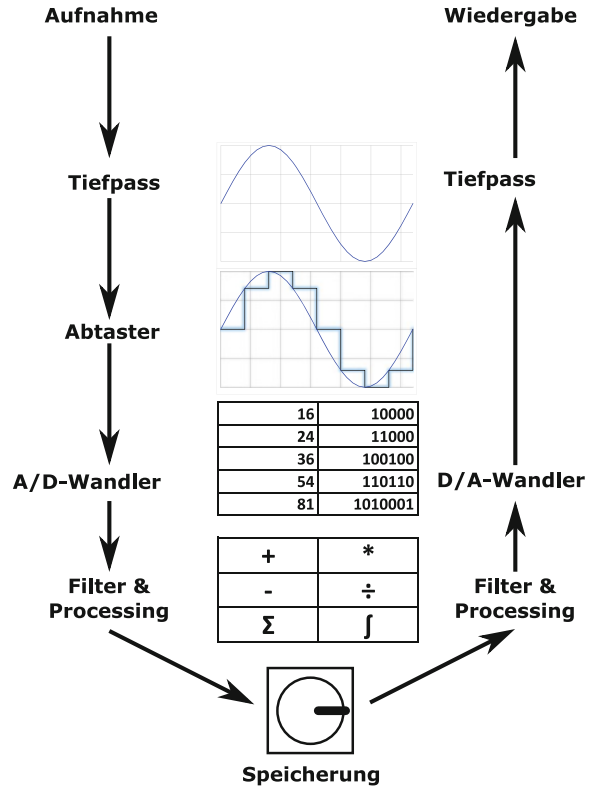 Aufnahme
Wiedergabe
Tiefpass
Tiefpass
Abtaster
16 10000
24 11000
36 100100
54 110110
81 1010001
A/D-Wandler
D/A-Wandler
+ *
- ÷
Σ ∫
Filter &
Processing
Filter &
Processing
Speicherung